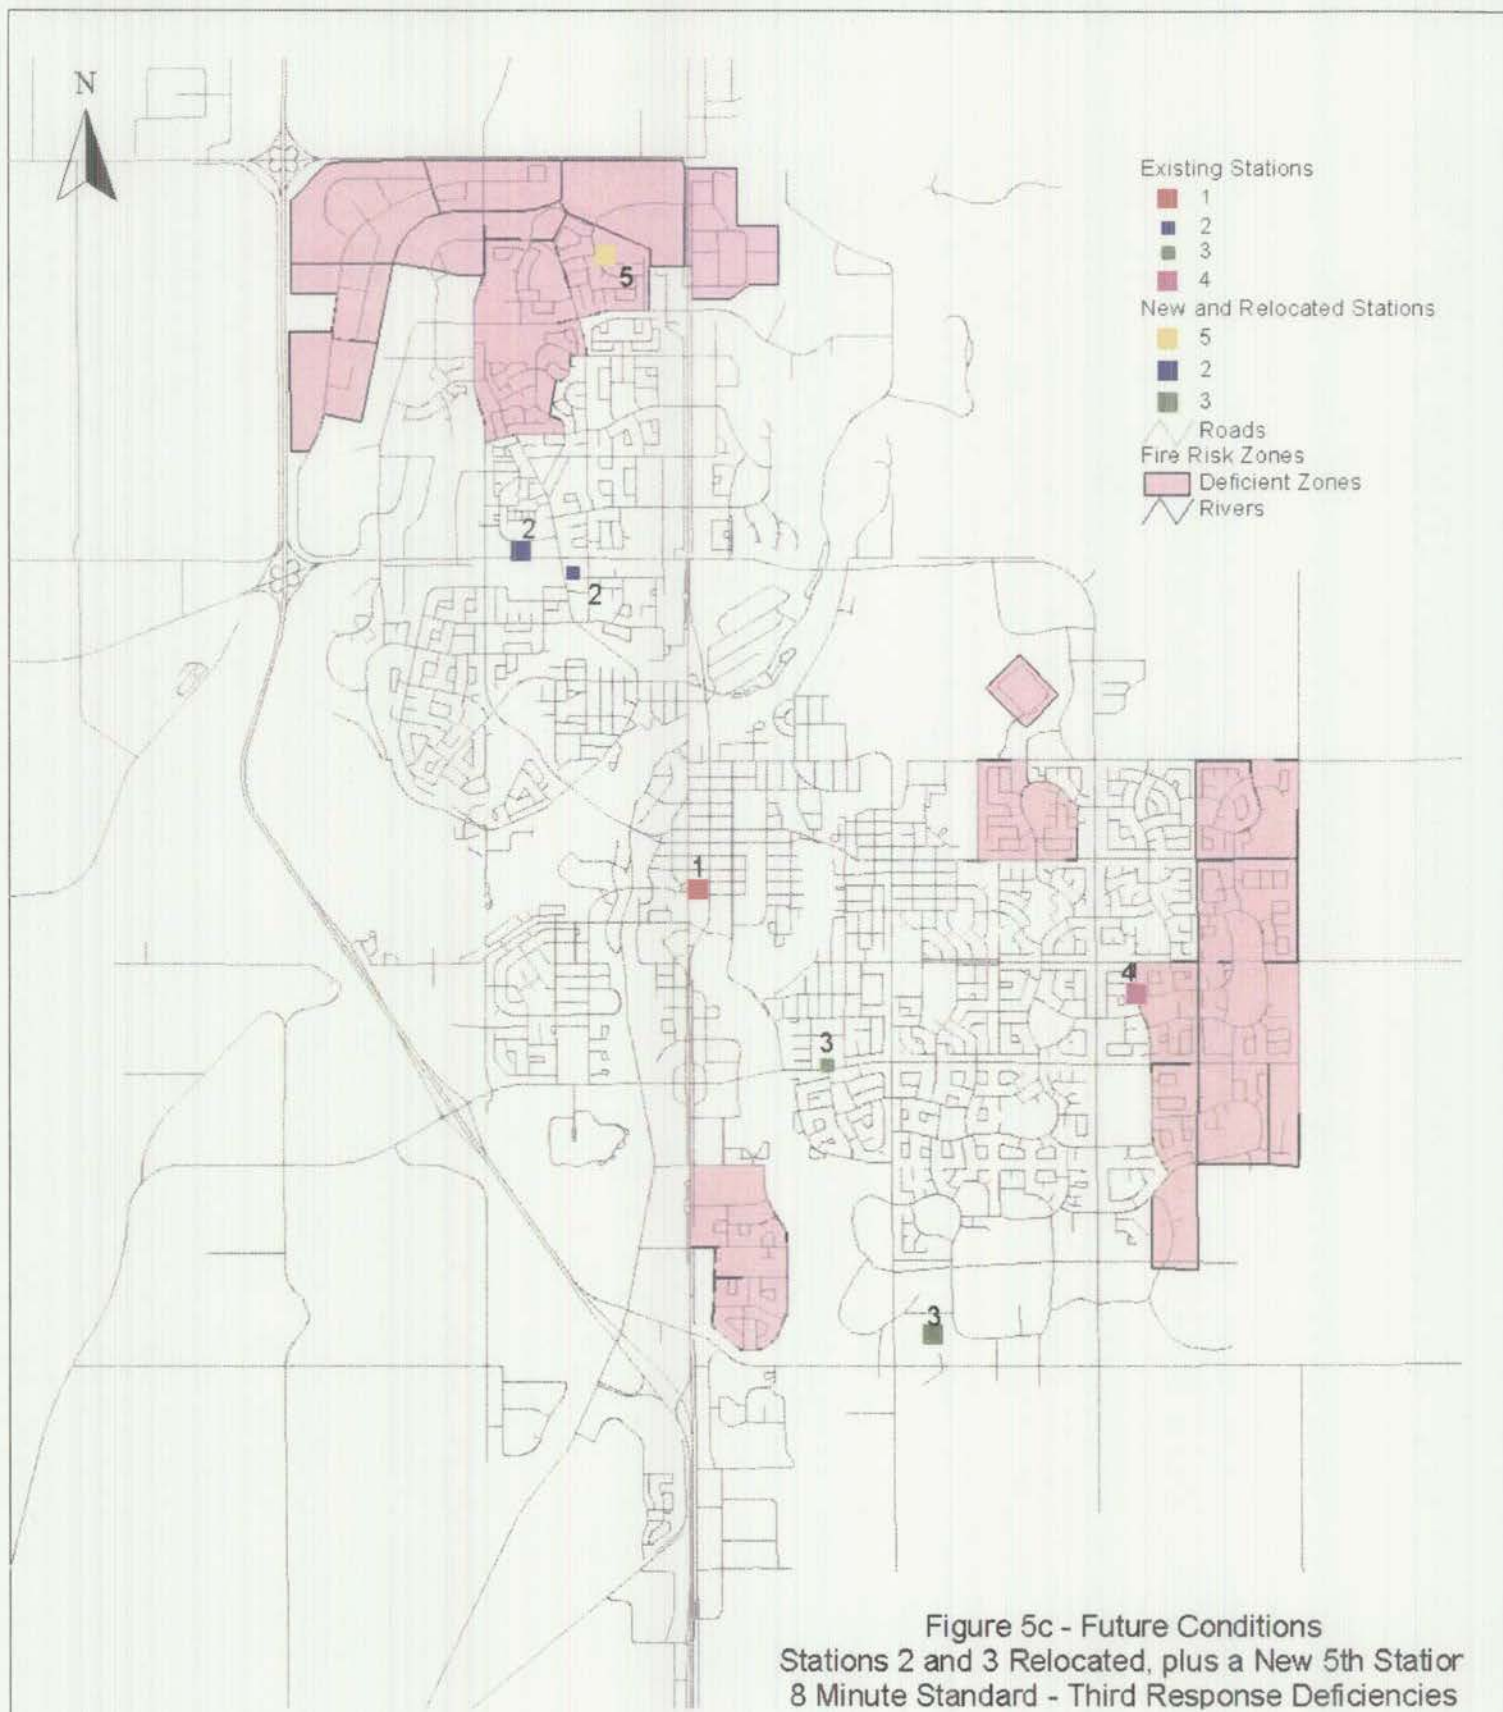 N
Existing Stations
1
2
3
4
New and Relocated Stations
5
2
3
Roads
Fire Risk Zones
Deficient Zones
Rivers
5
2
2
1
4
3
3
Figure 5c - Future Conditions
Stations 2 and 3 Relocated, plus a New 5th Statior
8 Minute Standard - Third Response Deficiencies